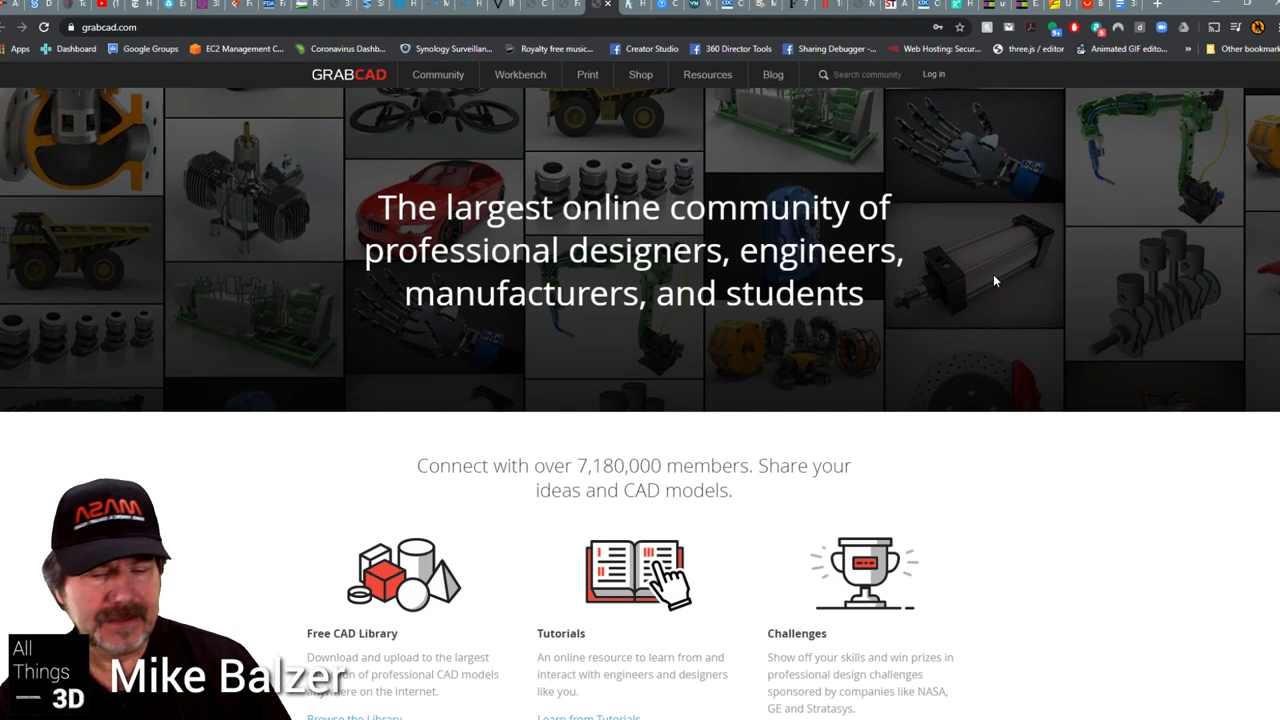 grabcad.com
Apps
Dashboard
Google Groups
EC2 Management C...
Coronavirus Dashb...
Synology Surveillan...
Royalty free music...
Creator Studio
360 Director Tools
Sharing Debugger -...
Web Hosting: Secur...
three.js / editor
Animated GIF edito...
Other bookmar
GRABCAD
Community
Workbench
Print
Shop
Resources
Blog
Search community
Log in
The largest online community of
professional designers, engineers,
manufacturers, and students
Connect with over 7,180,000 members. Share your
ideas and CAD models.
Free CAD Library
Download and upload to the largest
on of professional CAD models
where on the internet.
Browse the Library
Tutorials
An online resource to learn from and
interact with engineers and designers
like you.
Learn from Tutorials
Challenges
Show off your skills and win prizes in
professional design challenges
sponsored by companies like NASA,
GE and Stratasys.
All
Things
3D
Mike Balzer